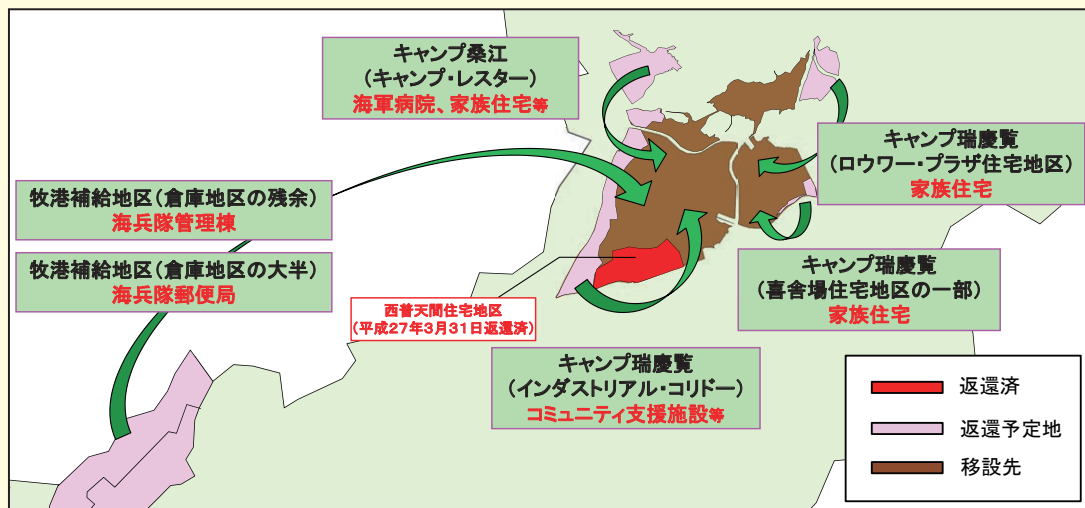 キャンプ桑江
(キャンプ・レスター)
海軍病院、家族住宅等
キャンプ瑞慶覧
(ロウワー・プラザ住宅地区)
家族住宅
牧港補給地区(倉庫地区の残余)
海兵隊管理棟
牧港補給地区(倉庫地区の大半)
海兵隊郵便局
キャンプ瑞慶覧
(喜舎場住宅地区の一部)
家族住宅
西普天間住宅地区
(平成27年3月31日返還済)
キャンプ瑞慶覧
(インダストリアル・コリドー)
コミュニティ支援施設等
返還済
返還予定地
移設先